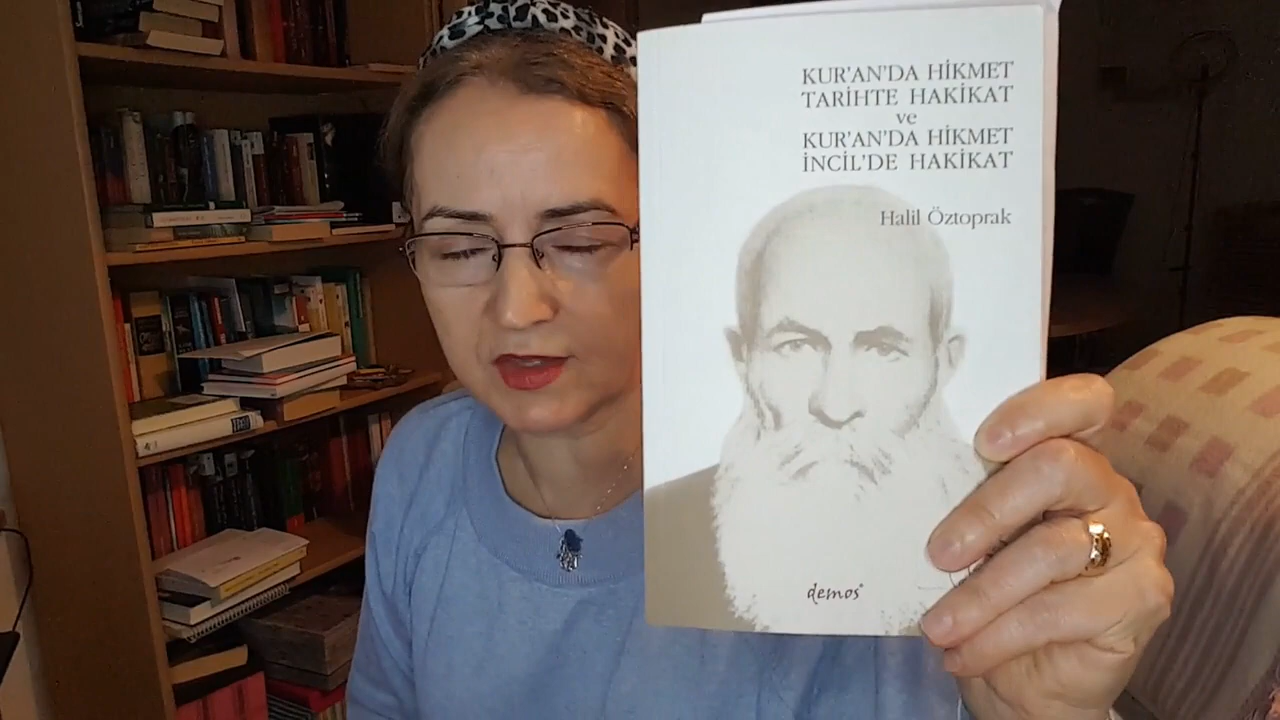 KUR'AN'DA HİKMET
TARİHTE HAKİKAT
ve
KUR'AN'DA HİKMET
İNCİL'DE HAKİKAT
Halil Öztoprak
demos